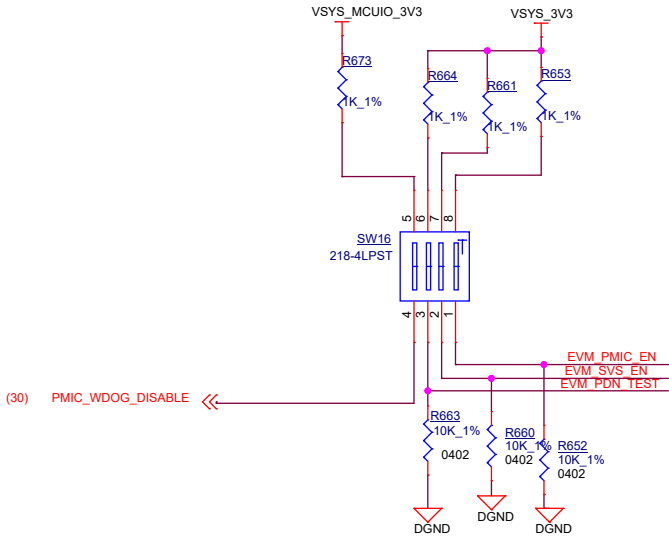 VSYS_MCUIO_3V3
VSYS_3V3
R673
1K_1%
R664
1K_1%
R661
1K_1%
R653
1K_1%
5
6
7
8
SW16
218-4LPST
4
3
2
1
EVM_PMIC_EN
EVM_SVS_EN
EVM_PDN_TEST
(30) PMIC_WDOG_DISABLE
R663
10K_1%
0402
R660
10K_1%
0402
R652
10K_1%
0402
DGND
DGND
DGND